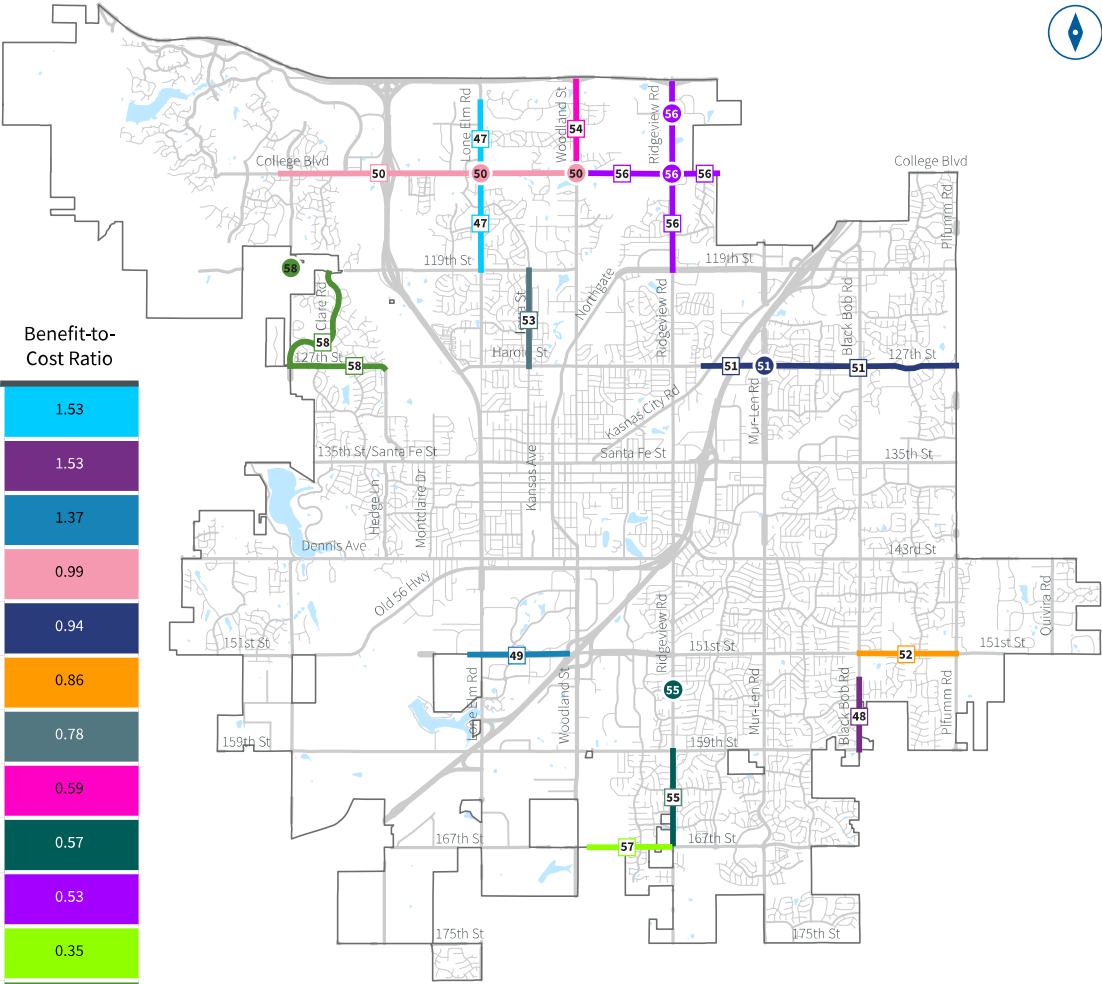 Lone Elm Rd
Woodland St
Ridgeview Rd
56
47
54
College Blvd
College Blvd
50
50
50
56
56
56
Plfumm Rd
47
56
119th St
119th St
58
Northgate
Clare Rd
St
53
Ridgeview Rd
Black Bob Rd
Benefit-to-
Cost Ratio
58
Harold St
127th St
58
51
51
51
127th St
1.53
Kasnas City Rd
Mur-Len Rd
1.53
135th St/Santa Fe St
Kansas Ave
Santa Fe St
135th St
1.37
Hedge Ln
Montclaire Dr
Dennis Ave
143rd St
0.99
Old 56 Hwy
Ridgeview Rd
Quivira Rd
0.94
151st St
49
151st St
52
151st St
0.86
Lone Elm Rd
Woodland St
55
Mur-Len Rd
Black Bob Rd
Plfumm Rd
48
0.78
159th St
159th St
0.59
55
0.57
167th St
57
167th St
0.53
175th St
175th St
0.35